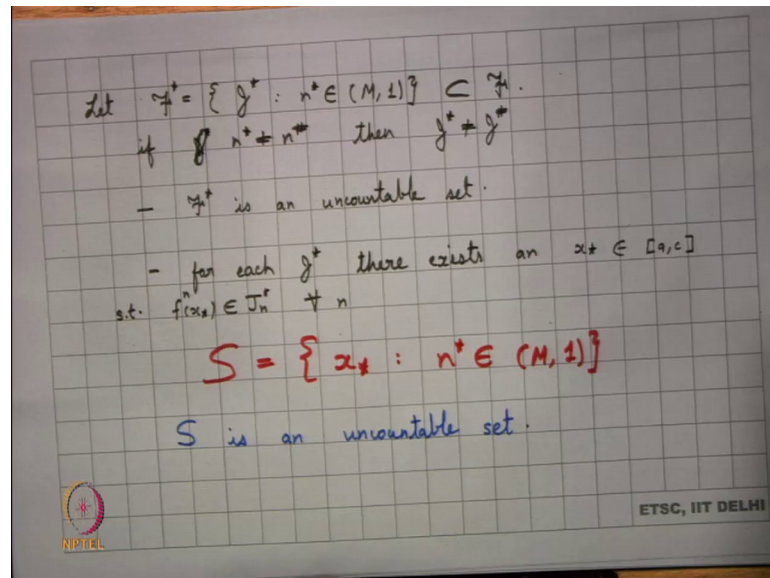 Let 𝓕* = { J* : n* ∈ (M, 1)} ⊂ 𝓕.
if n* ≠ n# then J* ≠ J#
– 𝓕* is an uncountable set.
– for each J* there exists an x* ∈ [a,c]
s.t. fⁿ(x*) ∈ Jₙ* ∀ n
S = { x* : n* ∈ (M, 1)}
S is an uncountable set.
ETSC, IIT DELHI
NPTEL